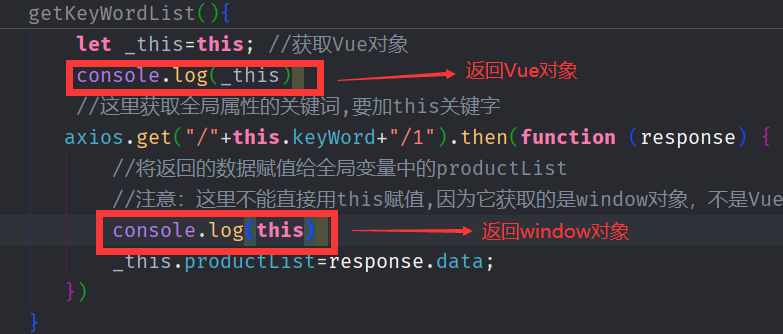 getKeyWordList(){
let _this=this; //获取Vue对象
console.log(_this) 返回Vue对象
//这里获取全局属性的关键词,要加this关键字
axios.get("/"+this.keyWord+"/1").then(function (response) {
//将返回的数据赋值给全局变量中的productList
//注意：这里不能直接用this赋值,因为它获取的是window对象，不是Vue
console.log(this) 返回window对象
_this.productList=response.data;
})
}